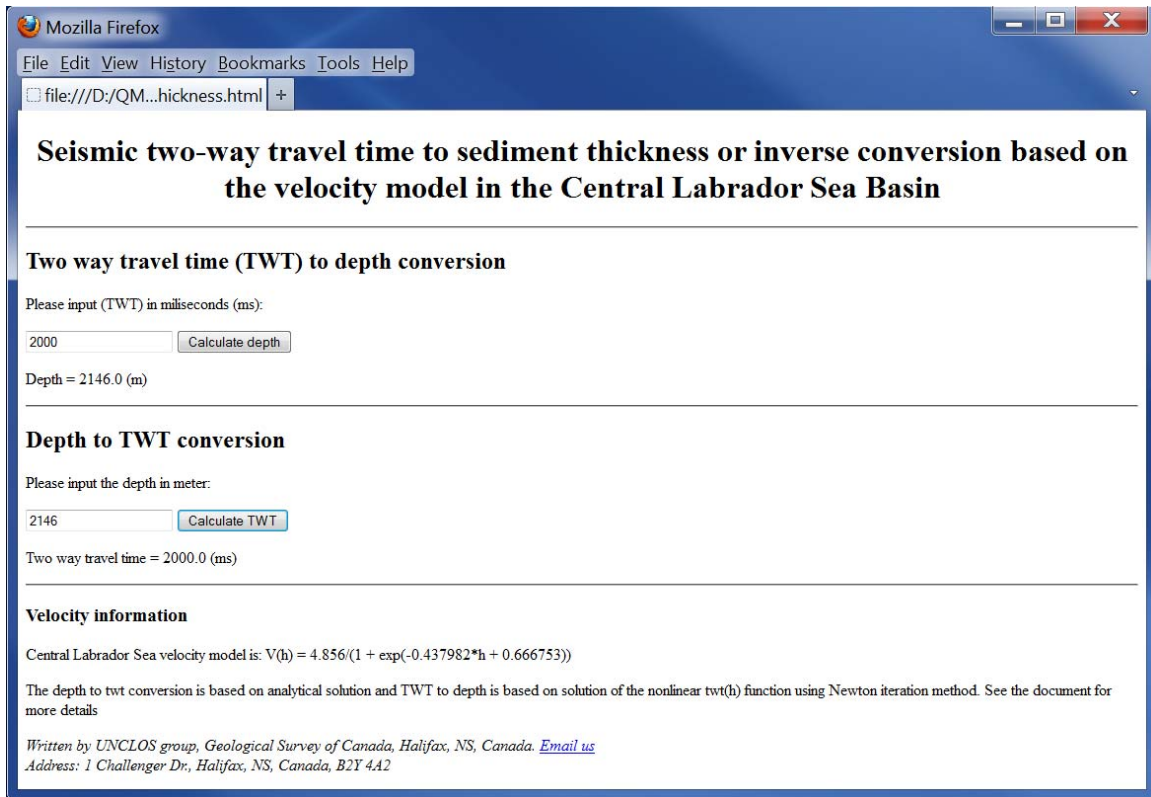 Mozilla Firefox
File Edit View History Bookmarks Tools Help
file:///D:/QM...hickness.html +
Seismic two-way travel time to sediment thickness or inverse conversion based on
the velocity model in the Central Labrador Sea Basin
Two way travel time (TWT) to depth conversion
Please input (TWT) in miliseconds (ms):
2000 Calculate depth
Depth = 2146.0 (m)
Depth to TWT conversion
Please input the depth in meter:
2146 Calculate TWT
Two way travel time = 2000.0 (ms)
Velocity information
Central Labrador Sea velocity model is: V(h) = 4.856/(1 + exp(-0.437982*h + 0.666753))
The depth to twt conversion is based on analytical solution and TWT to depth is based on solution of the nonlinear twt(h) function using Newton iteration method. See the document for
more details
Written by UNCLOS group, Geological Survey of Canada, Halifax, NS, Canada. Email us
Address: 1 Challenger Dr., Halifax, NS, Canada, B2Y 4A2